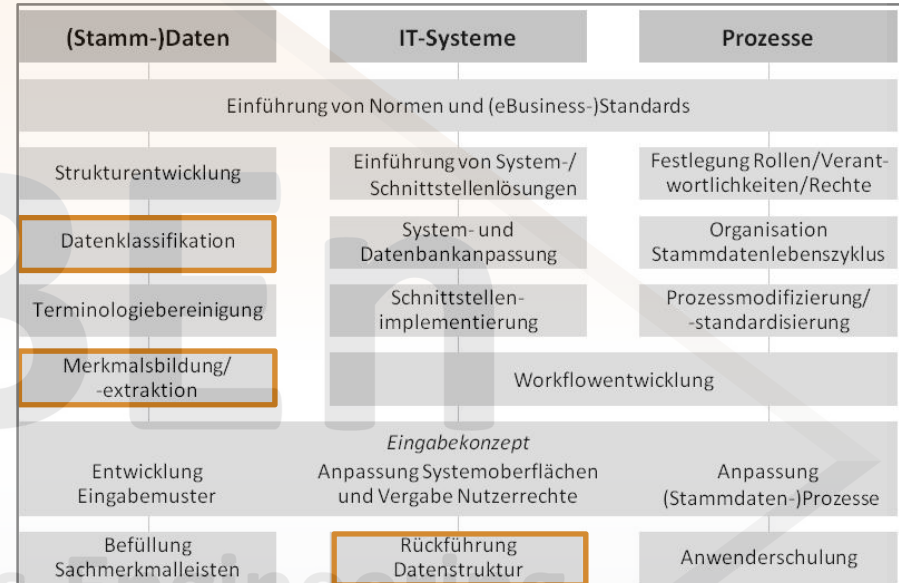 (Stamm-)Daten
IT-Systeme
Prozesse
Einführung von Normen und (eBusiness-)Standards
Strukturentwicklung
Einführung von System-/
Schnittstellenlösungen
Festlegung Rollen/Verant-
wortlichkeiten/Rechte
Datenklassifikation
System- und
Datenbankanpassung
Organisation
Stammdatenlebenszyklus
Terminologiebereinigung
Schnittstellen-
implementierung
Prozessmodifizierung/
-standardisierung
Merkmalsbildung/
-extraktion
Workflowentwicklung
Eingabekonzept
Entwicklung
Eingabemuster
Anpassung Systemoberflächen
und Vergabe Nutzerrechte
Anpassung
(Stammdaten-)Prozesse
Befüllung
Sachmerkmalleisten
Rückführung
Datenstruktur
Anwenderschulung